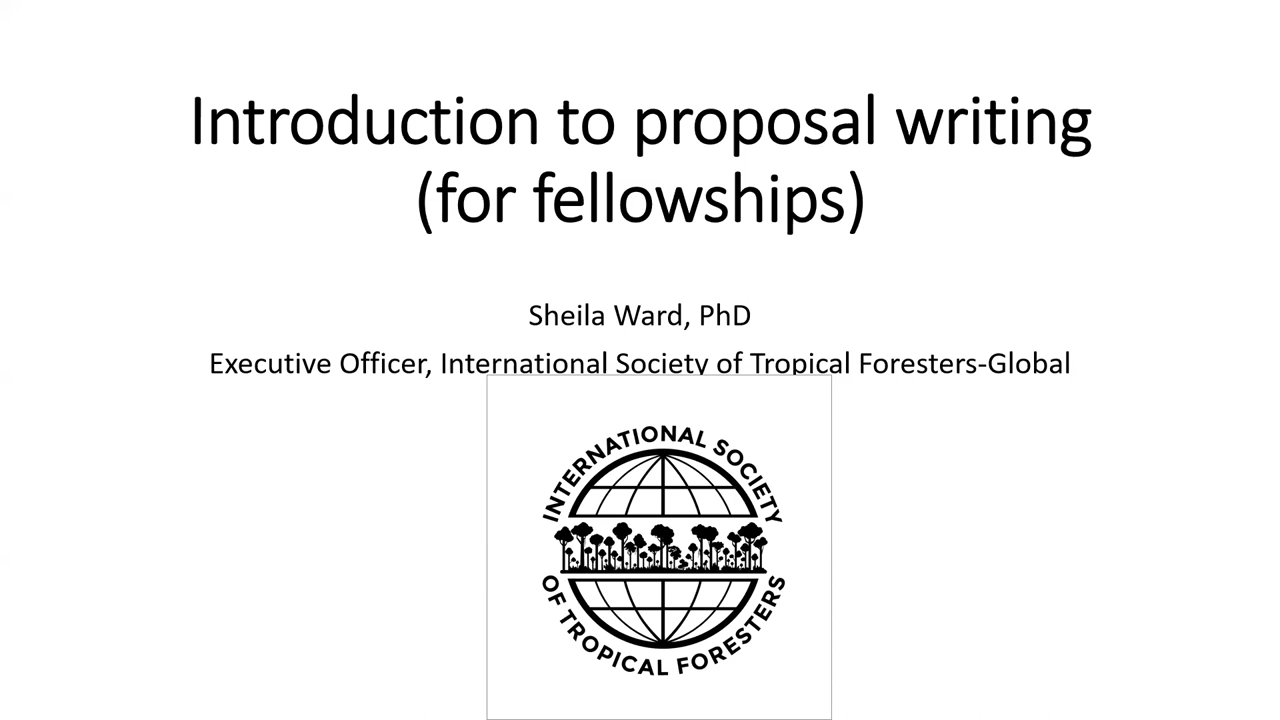 Introduction to proposal writing
(for fellowships)
Sheila Ward, PhD
Executive Officer, International Society of Tropical Foresters-Global
INTERNATIONAL SOCIETY
OF TROPICAL FORESTERS